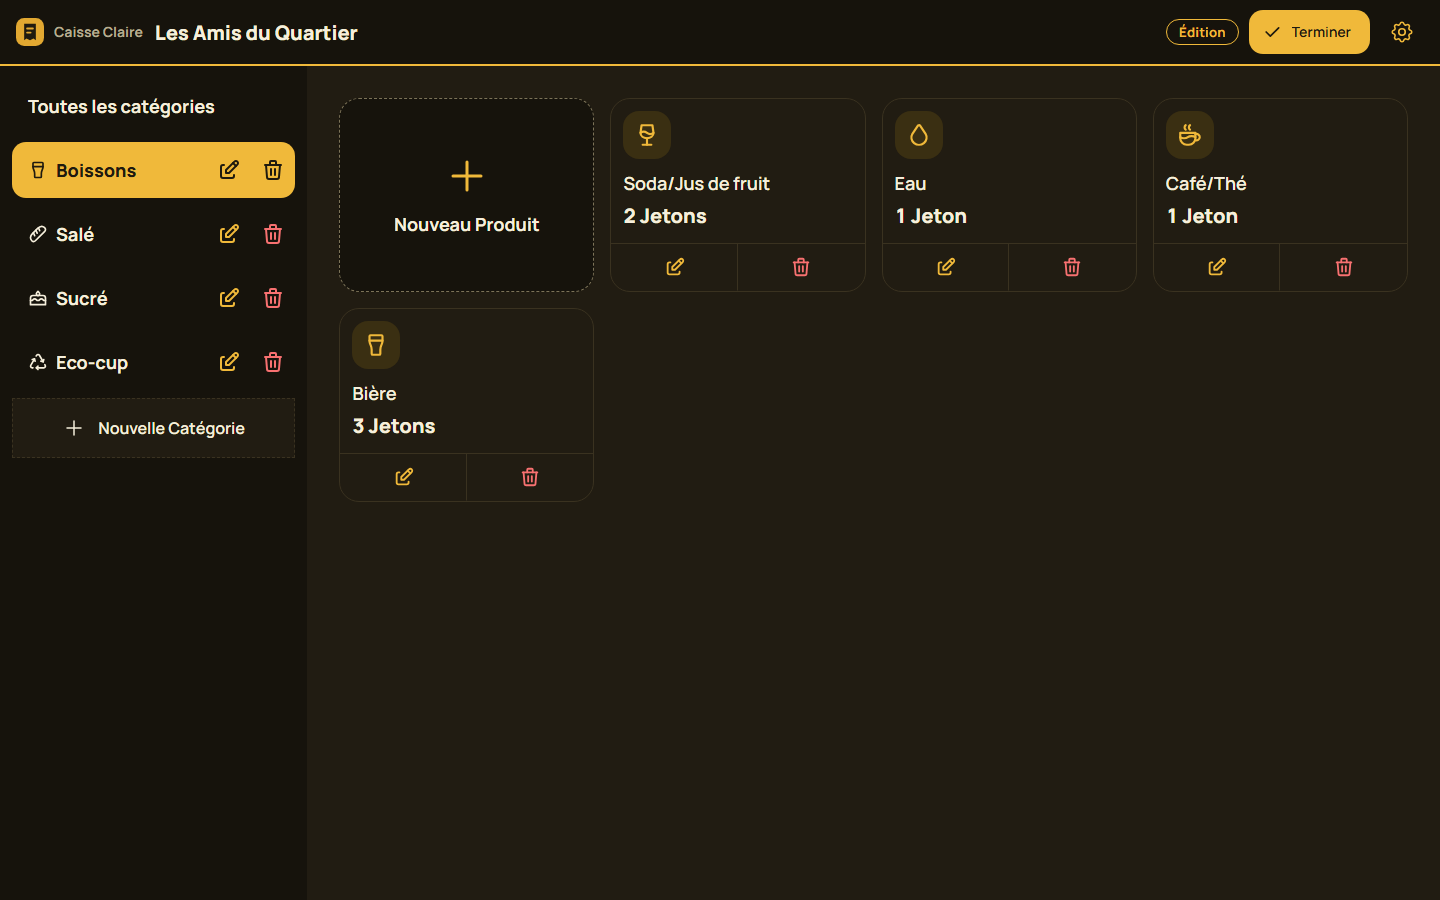 Caisse Claire
Les Amis du Quartier
Édition
Terminer
Toutes les catégories
Boissons
Salé
Sucré
Eco-cup
Nouvelle Catégorie
Nouveau Produit
Soda/Jus de fruit
2 Jetons
Eau
1 Jeton
Café/Thé
1 Jeton
Bière
3 Jetons